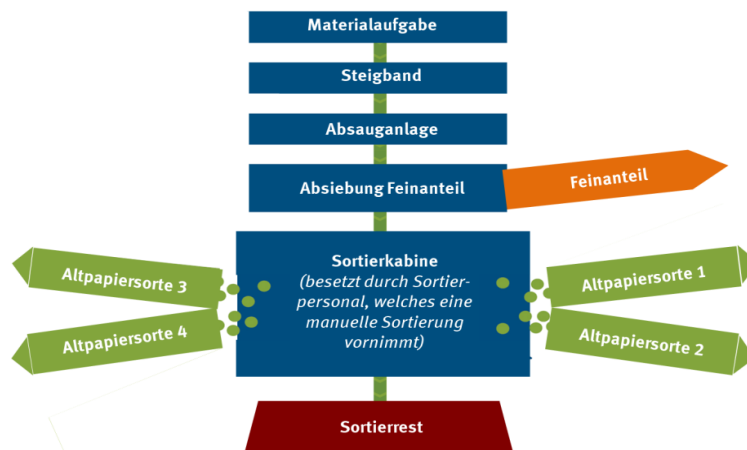 Materialaufgabe
Steigband
Absauganlage
Absiebung Feinanteil
Feinanteil
Sortierkabine
(besetzt durch Sortier-
personal, welches eine
manuelle Sortierung
vornimmt)
Altpapiersorte 3
Altpapiersorte 4
Altpapiersorte 1
Altpapiersorte 2
Sortierrest